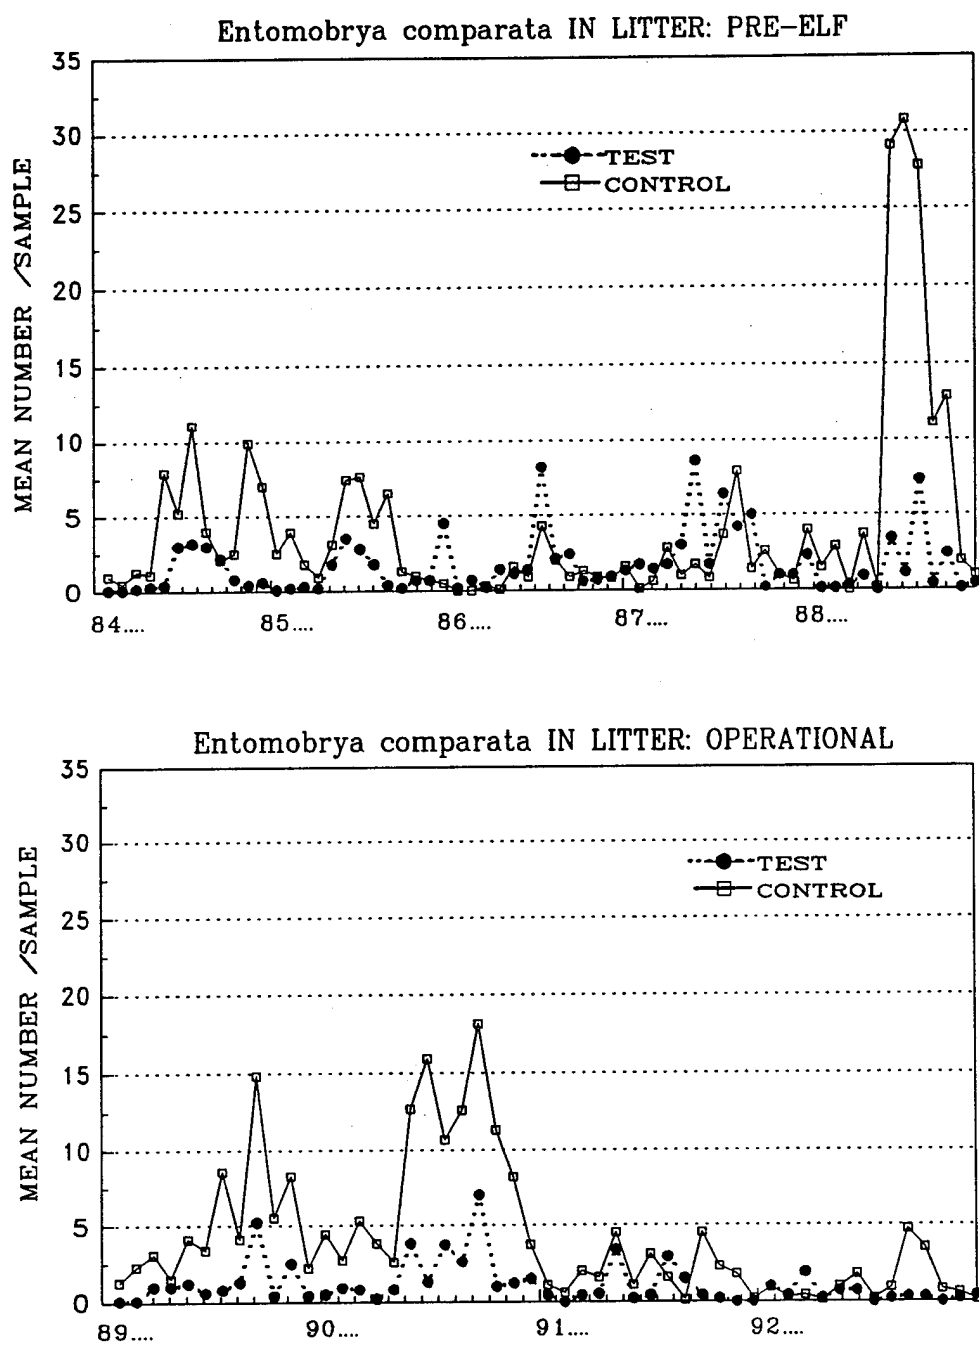 Entomobrya comparata IN LITTER: PRE-ELF
MEAN NUMBER /SAMPLE
35
30
25
20
15
10
5
0
TEST
CONTROL
84.... 85.... 86.... 87.... 88....
Entomobrya comparata IN LITTER: OPERATIONAL
MEAN NUMBER /SAMPLE
35
30
25
20
15
10
5
0
TEST
CONTROL
89.... 90.... 91.... 92....